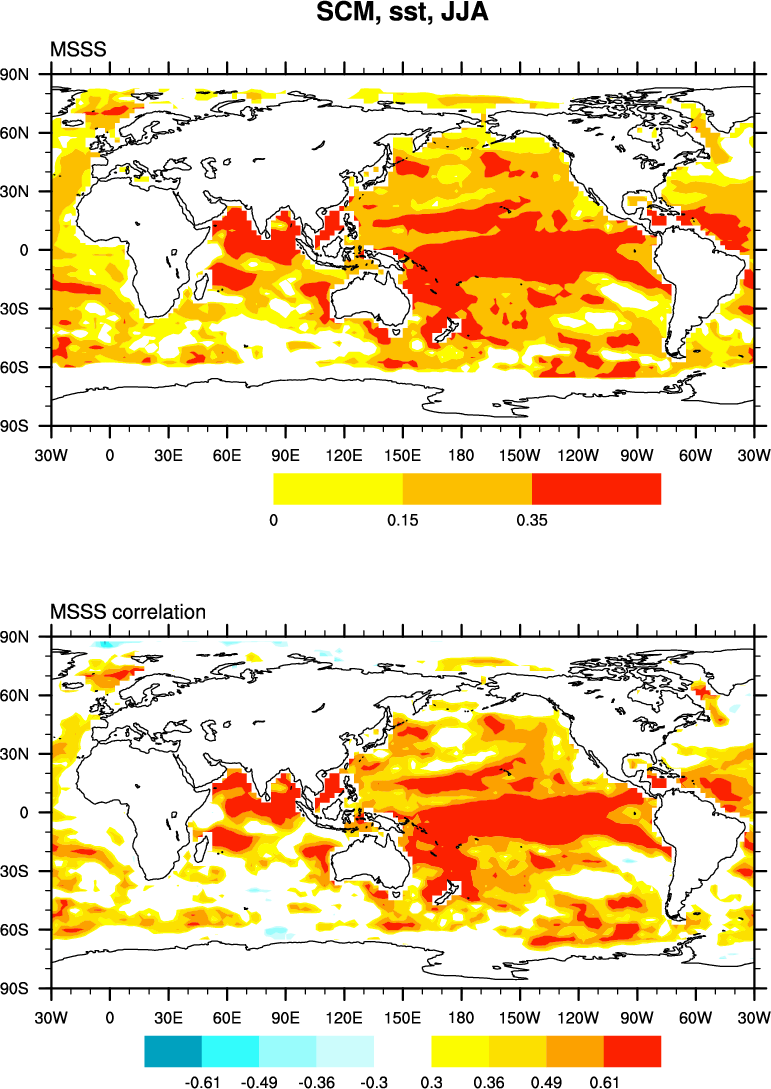 SCM, sst, JJA
MSSS
90N
60N
30N
0
30S
60S
90S
30W 0 30E 60E 90E 120E 150E 180 150W 120W 90W 60W 30W
0 0.15 0.35
MSSS correlation
90N
60N
30N
0
30S
60S
90S
30W 0 30E 60E 90E 120E 150E 180 150W 120W 90W 60W 30W
-0.61 -0.49 -0.36 -0.3 0.3 0.36 0.49 0.61